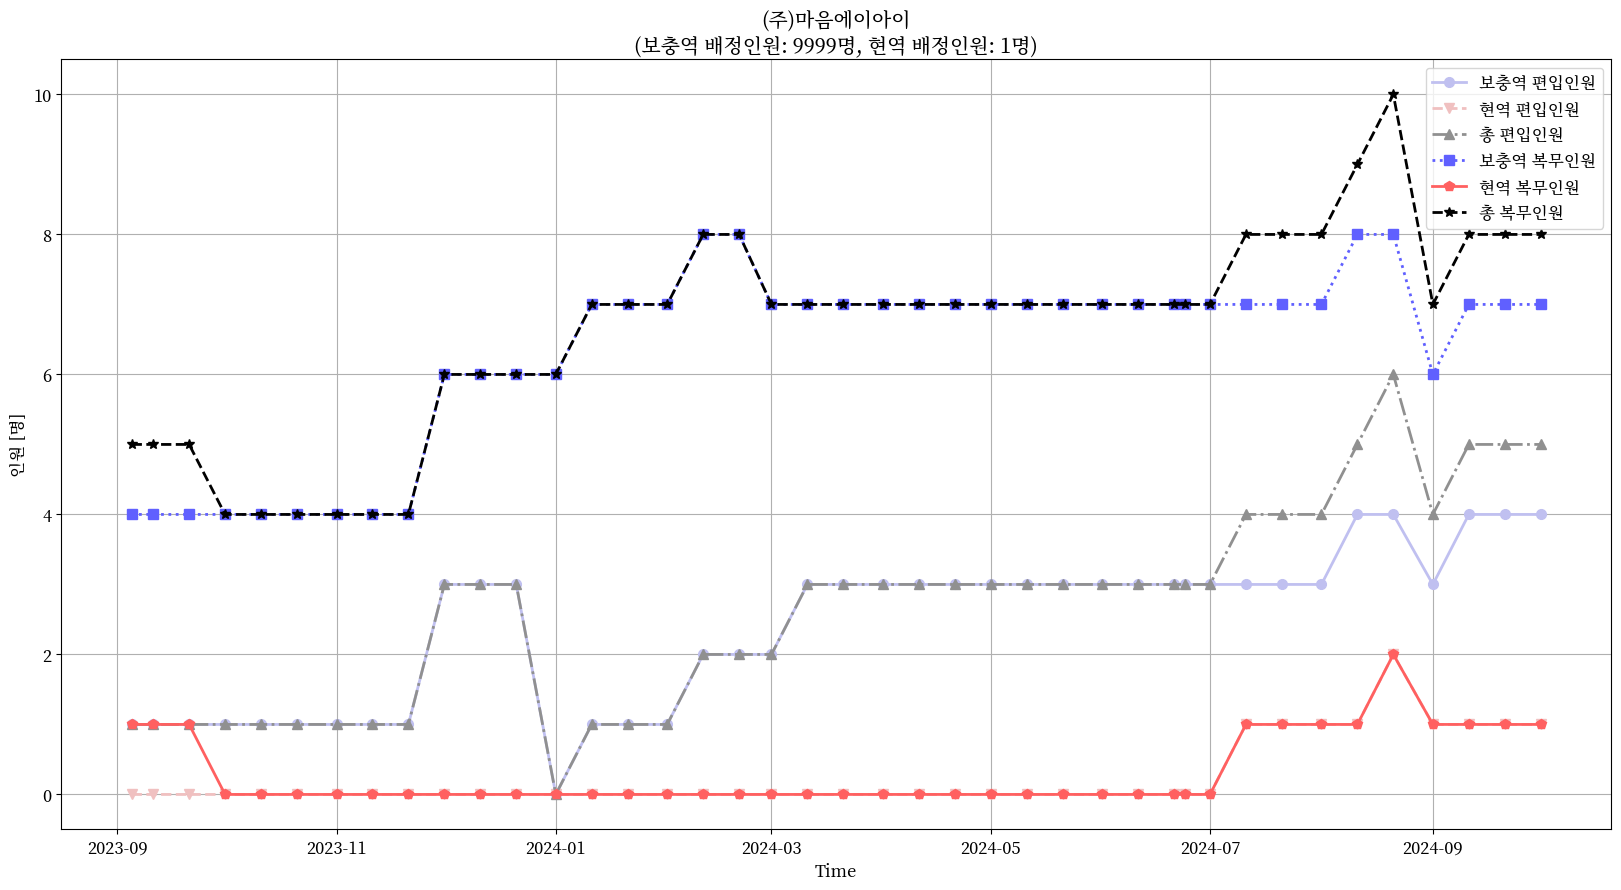 (주)마음에이아이
(보충역 배정인원: 9999명, 현역 배정인원: 1명)
보충역 편입인원
현역 편입인원
총 편입인원
보충역 복무인원
현역 복무인원
총 복무인원
인원 [명]
10
8
6
4
2
0
2023-09 2023-11 2024-01 2024-03 2024-05 2024-07 2024-09
Time